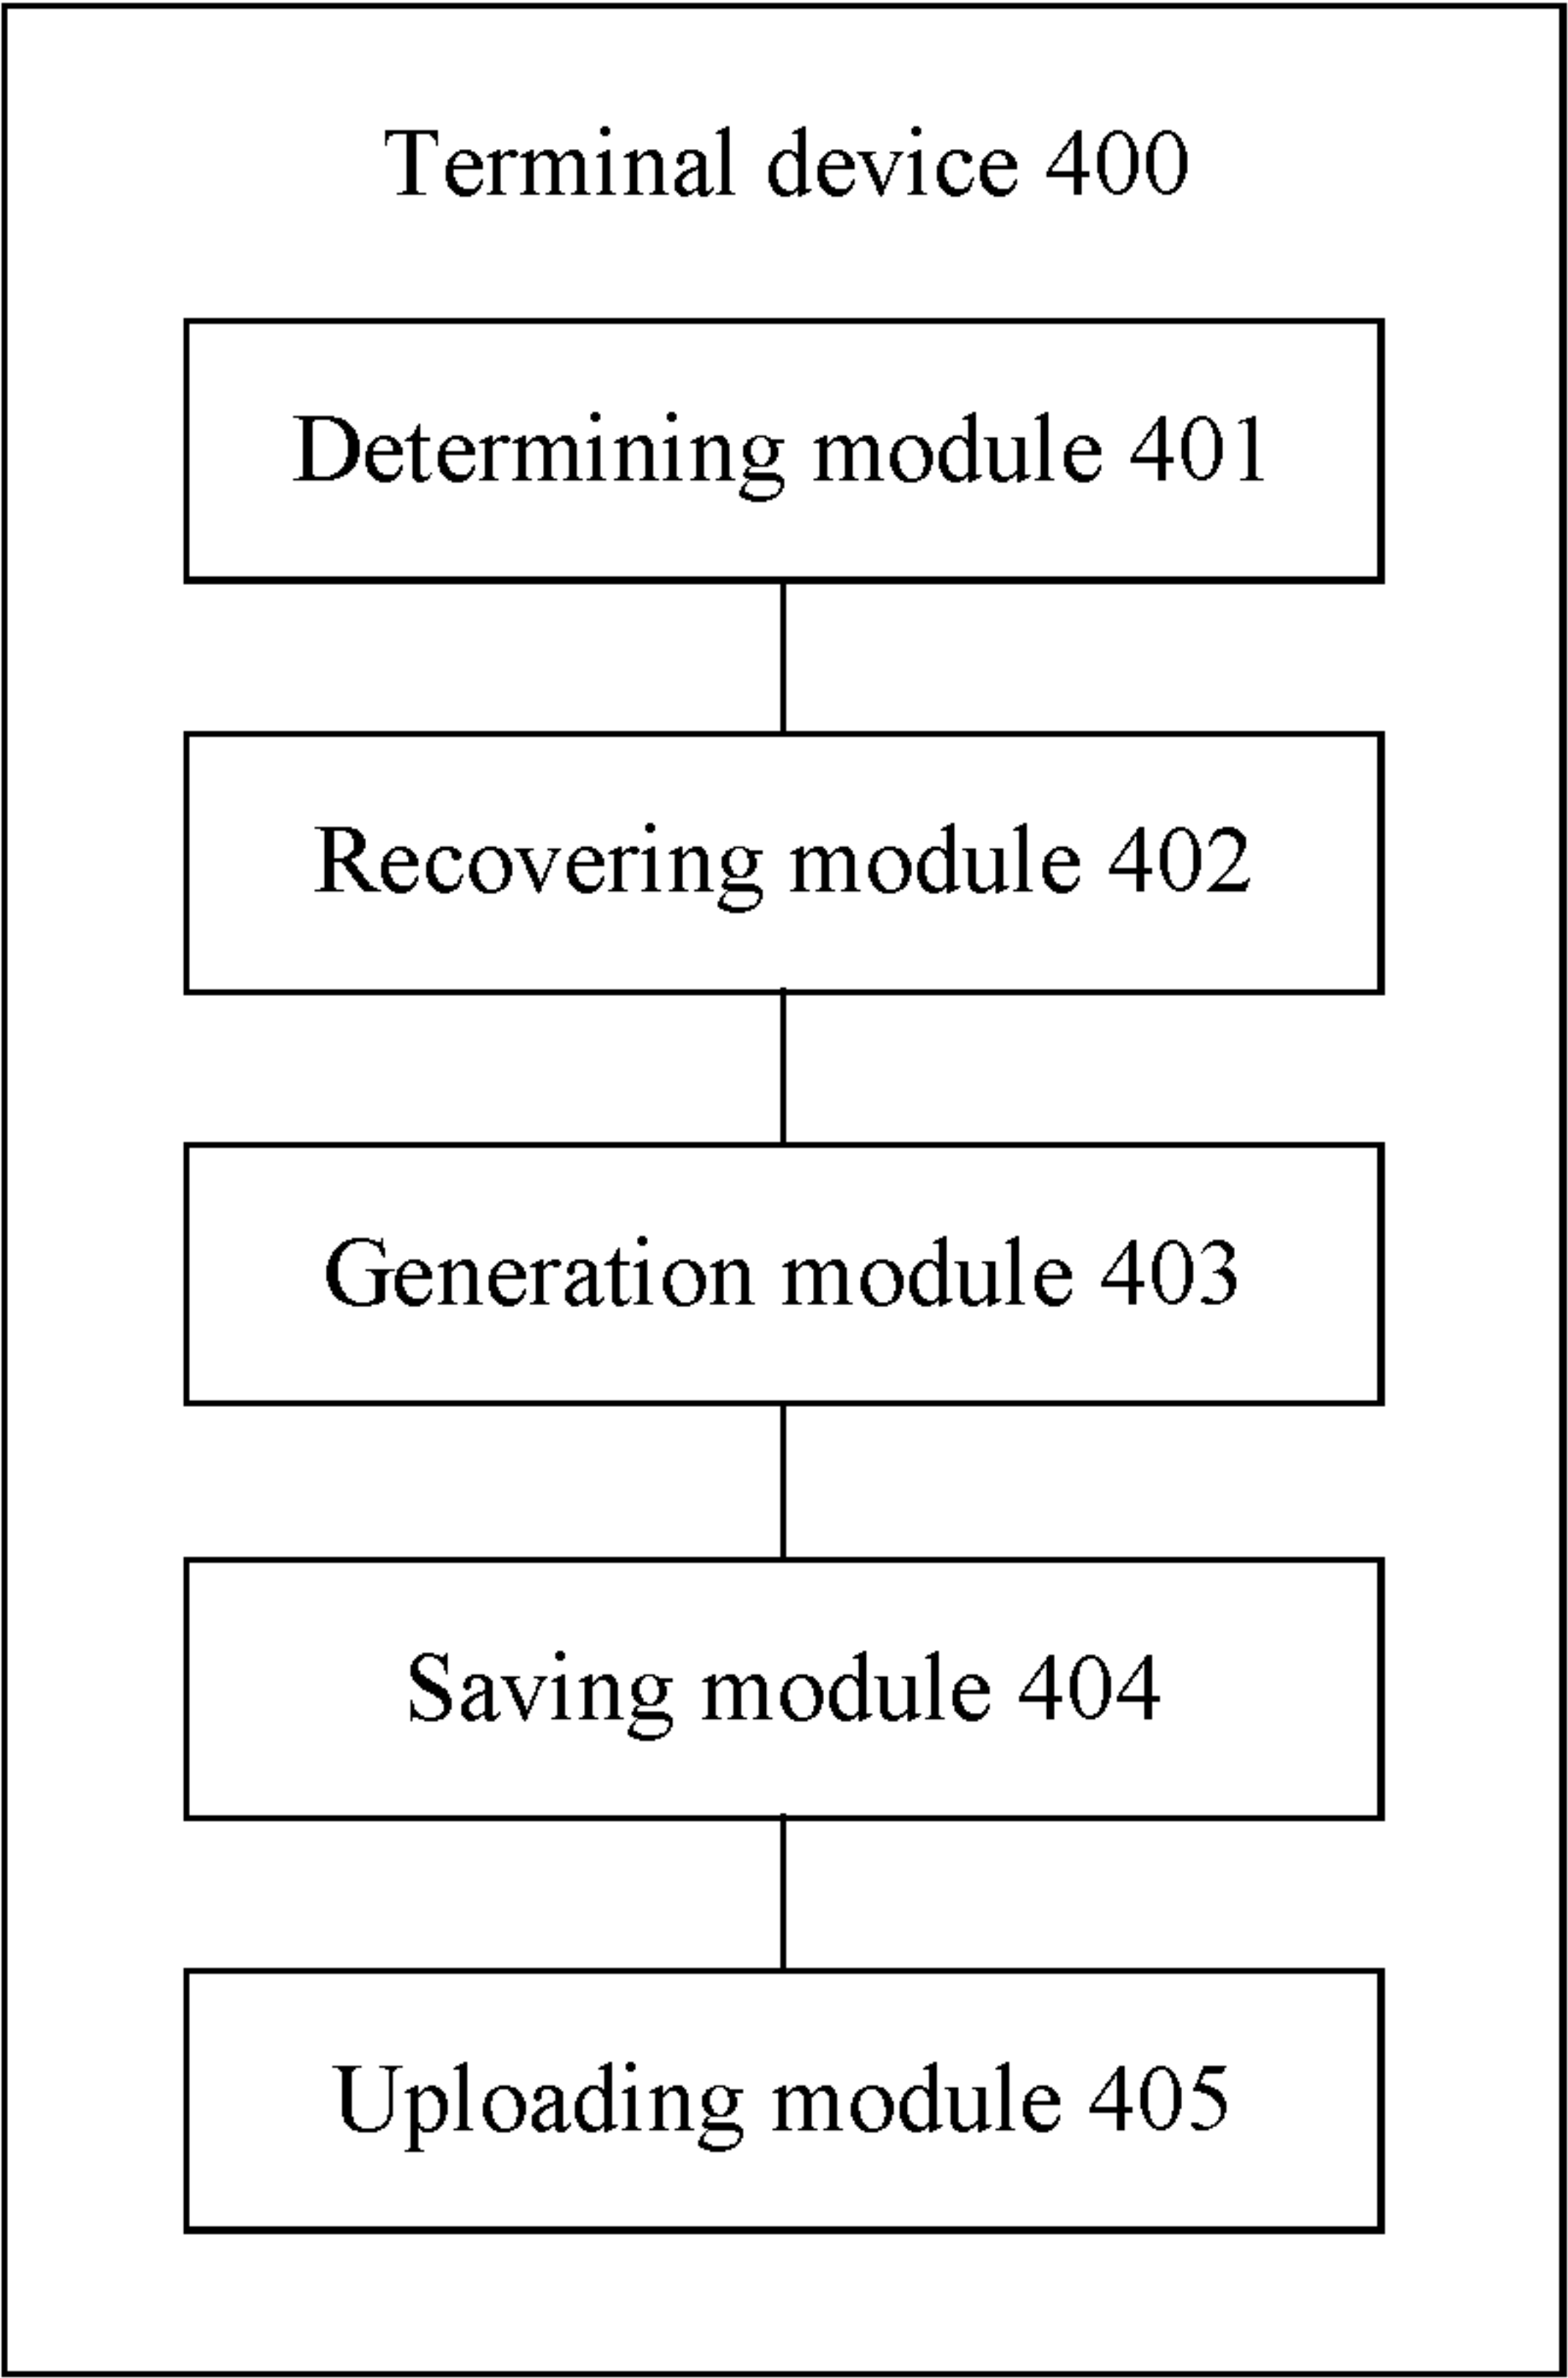 Terminal device 400
Determining module 401
Recovering module 402
Generation module 403
Saving module 404
Uploading module 405